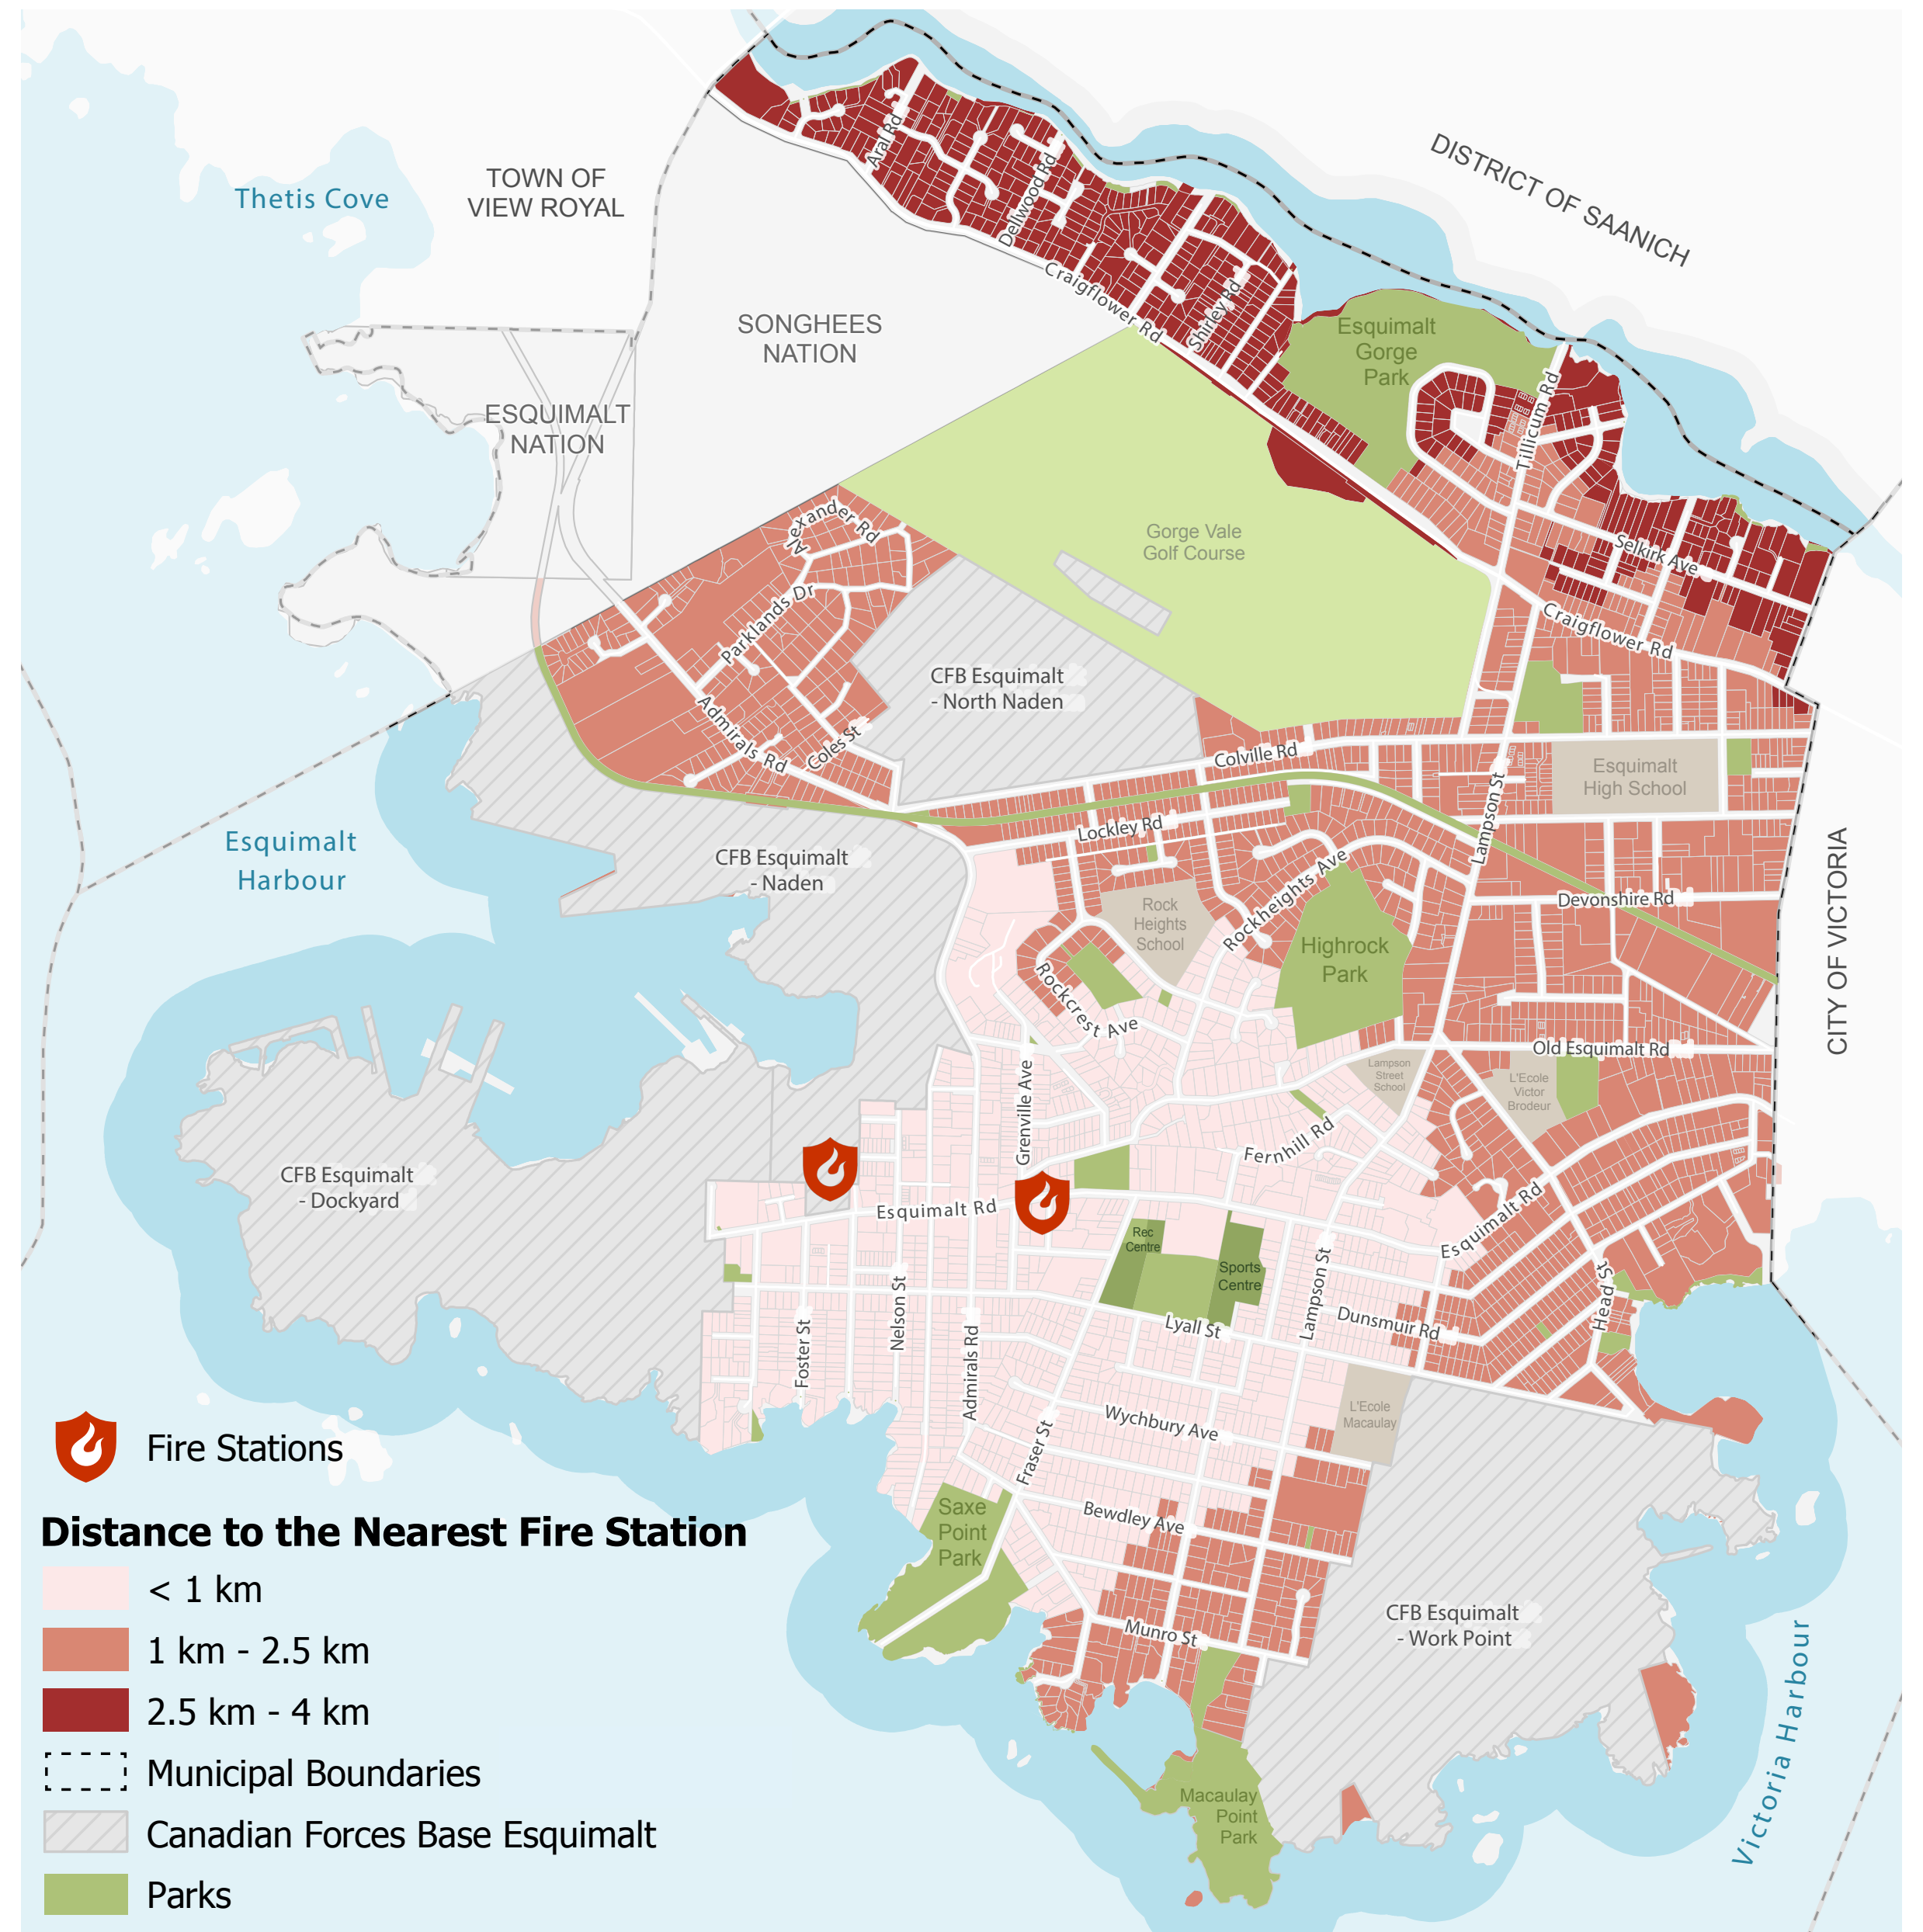 Aral Rd
DISTRICT OF SAANICH
TOWN OF
VIEW ROYAL
Thetis Cove
Dellwood Rd
Craigflower Rd
Shirley Rd
SONGHEES
NATION
Esquimalt
Gorge
Park
Tillicum Rd
ESQUIMALT
NATION
Alexander Rd
Gorge Vale
Golf Course
Selkirk Ave
Parklands Dr
Craigflower Rd
CFB Esquimalt
- North Naden
Admirals Rd
Coles St
Colville Rd
Esquimalt
High School
Lampson St
Lockley Rd
Esquimalt
Harbour
CFB Esquimalt
- Naden
Rockheights Ave
Devonshire Rd
CITY OF VICTORIA
Rock
Heights
School
Highrock
Park
Rockcrest Ave
Old Esquimalt Rd
Lampson
Street
School
L'Ecole
Victor
Brodeur
Grenville Ave
Fernhill Rd
CFB Esquimalt
- Dockyard
Esquimalt Rd
Esquimalt Rd
Rec
Centre
Sports
Centre
Lampson St
Head St
Foster St
Nelson St
Admirals Rd
Lyall St
Dunsmuir Rd
L'Ecole
Macaulay
Wychbury Ave
Fraser St
Bewdley Ave
Saxe
Point
Park
Munro St
CFB Esquimalt
- Work Point
Victoria Harbour
Macaulay
Point
Park
Fire Stations
Distance to the Nearest Fire Station
< 1 km
1 km - 2.5 km
2.5 km - 4 km
Municipal Boundaries
Canadian Forces Base Esquimalt
Parks